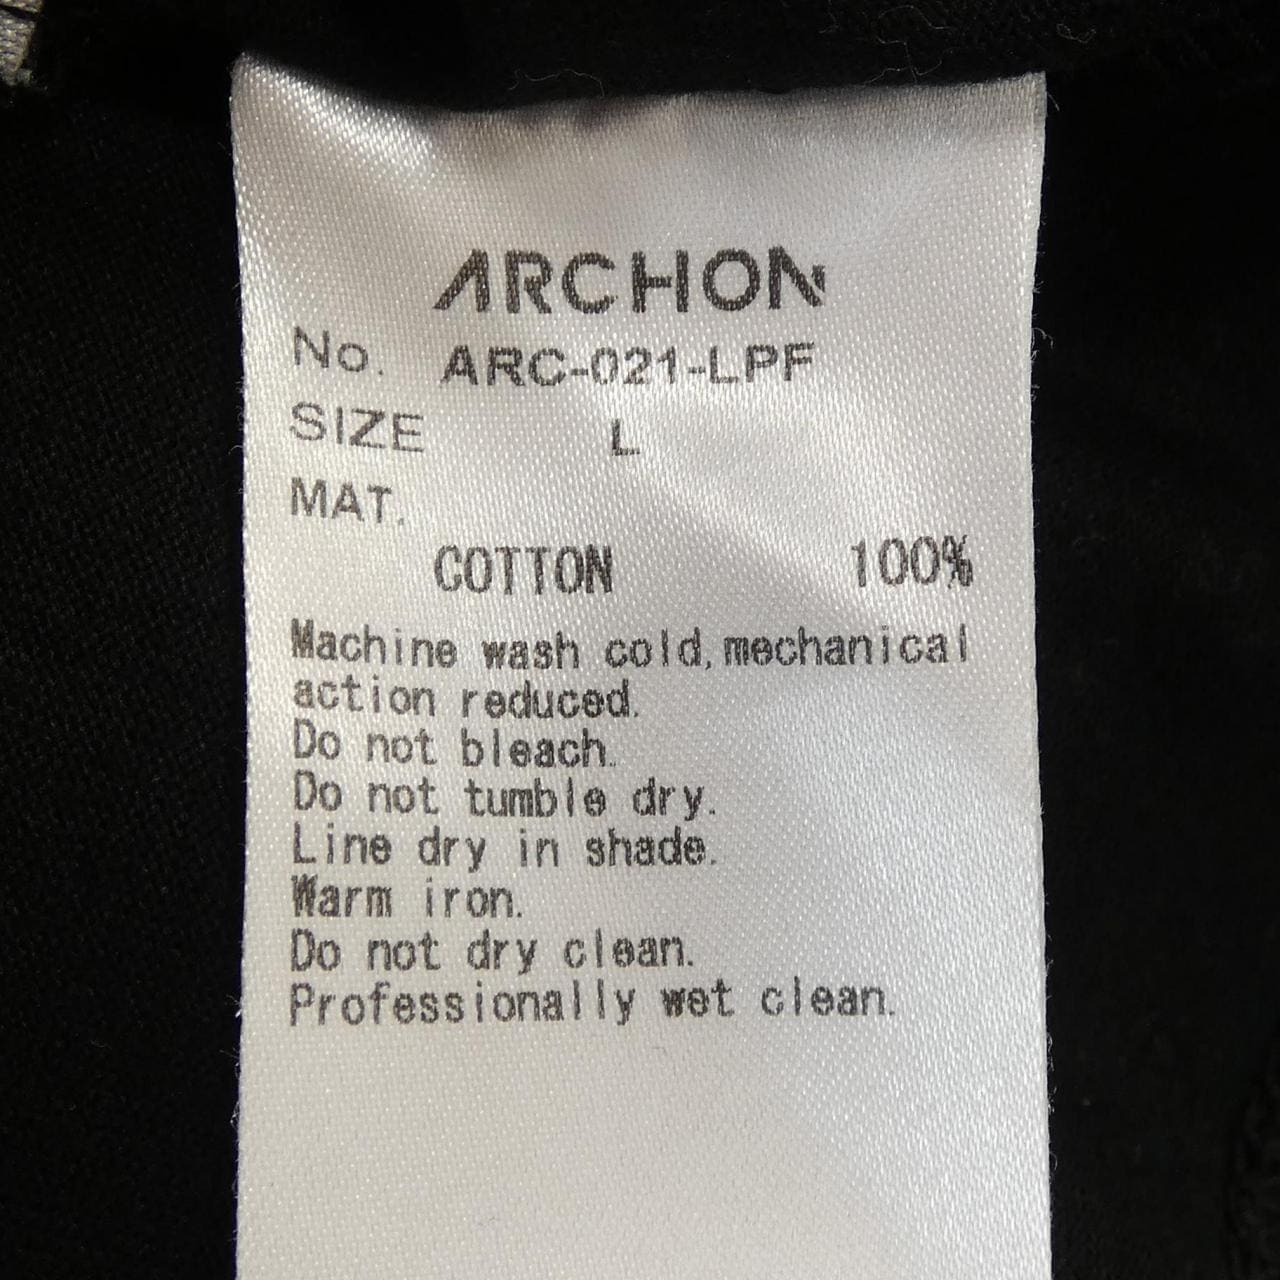 ARCHON
No. ARC-021-LPF
SIZE L
MAT.
COTTON 100%
Machine wash cold,mechanical
action reduced.
Do not bleach.
Do not tumble dry.
Line dry in shade.
Warm iron.
Do not dry clean.
Professionally wet clean.